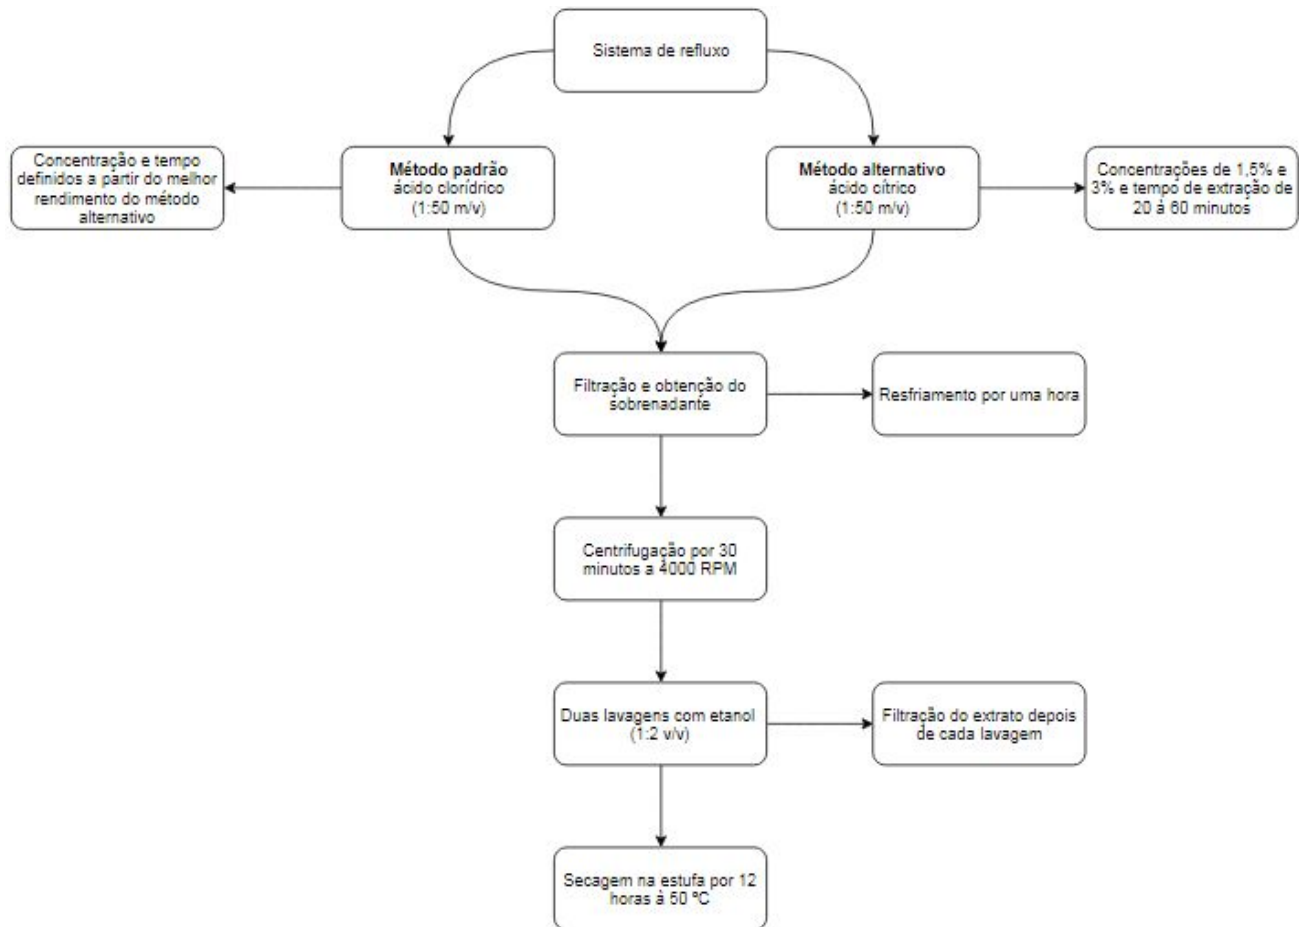 Sistema de refluxo
Concentração e tempo
definidos a partir do melhor
rendimento do método
alternativo
Método padrão
ácido clorídrico
(1:50 m/v)
Método alternativo
ácido cítrico
(1:50 m/v)
Concentrações de 1,5% e
3% e tempo de extração de
20 à 60 minutos
Filtração e obtenção do
sobrenadante
Resfriamento por uma hora
Centrifugação por 30
minutos a 4000 RPM
Duas lavagens com etanol
(1:2 v/v)
Filtração do extrato depois
de cada lavagem
Secagem na estufa por 12
horas à 50 ºC